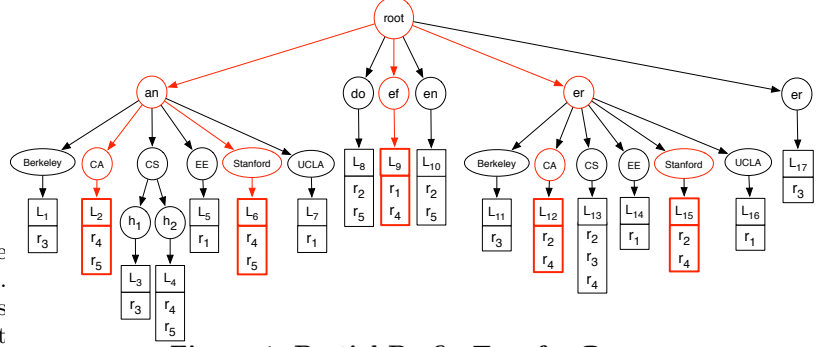 root
an
do
ef
en
er
er
Berkeley
CA
CS
EE
Stanford
UCLA
L8
r2
r5
L9
r1
r4
L10
r2
r5
Berkeley
CA
CS
EE
Stanford
UCLA
L17
r3
L1
r3
L2
r4
r5
h1
h2
L5
r1
L6
r4
r5
L7
r1
L11
r3
L12
r2
r4
L13
r2
r3
r4
L14
r1
L15
r2
r4
L16
r1
L3
r3
L4
r4
r5
e
.
s
t